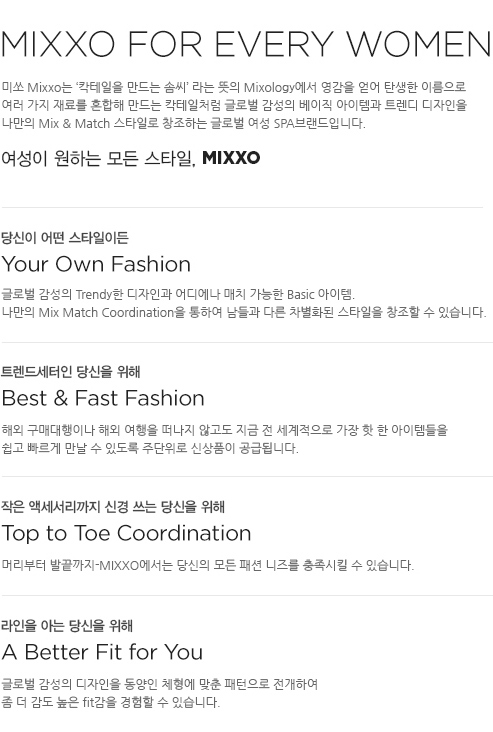 MIXXO FOR EVERY WOMEN
미쏘 Mixxo는 ‘칵테일을 만드는 솜씨’ 라는 뜻의 Mixology에서 영감을 얻어 탄생한 이름으로
여러 가지 재료를 혼합해 만드는 칵테일처럼 글로벌 감성의 베이직 아이템과 트렌디 디자인을
나만의 Mix & Match 스타일로 창조하는 글로벌 여성 SPA브랜드입니다.
여성이 원하는 모든 스타일, MIXXO
당신이 어떤 스타일이든
Your Own Fashion
글로벌 감성의 Trendy한 디자인과 어디에나 매치 가능한 Basic 아이템.
나만의 Mix Match Coordination을 통하여 남들과 다른 차별화된 스타일을 창조할 수 있습니다.
트렌드세터인 당신을 위해
Best & Fast Fashion
해외 구매대행이나 해외 여행을 떠나지 않고도 지금 전 세계적으로 가장 핫 한 아이템들을
쉽고 빠르게 만날 수 있도록 주단위로 신상품이 공급됩니다.
작은 액세서리까지 신경 쓰는 당신을 위해
Top to Toe Coordination
머리부터 발끝까지-MIXXO에서는 당신의 모든 패션 니즈를 충족시킬 수 있습니다.
라인을 아는 당신을 위해
A Better Fit for You
글로벌 감성의 디자인을 동양인 체형에 맞춘 패턴으로 전개하여
좀 더 감도 높은 fit감을 경험할 수 있습니다.